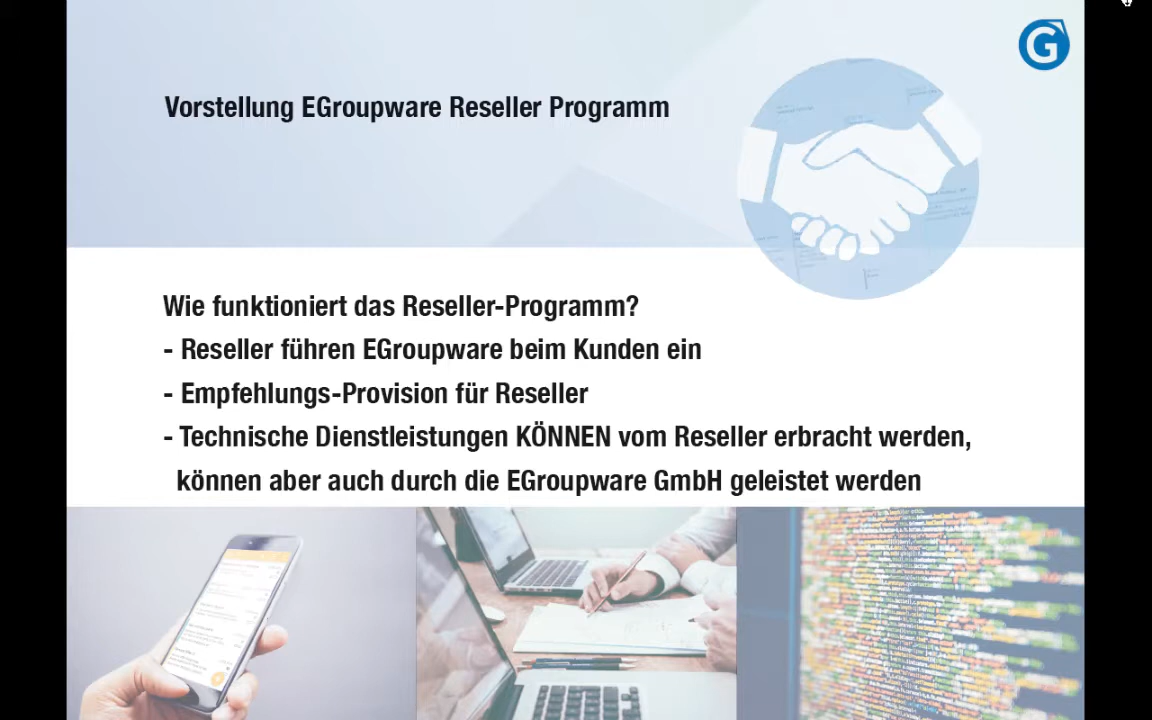 G
Vorstellung EGroupware Reseller Programm
Wie funktioniert das Reseller-Programm?
- Reseller führen EGroupware beim Kunden ein
- Empfehlungs-Provision für Reseller
- Technische Dienstleistungen KÖNNEN vom Reseller erbracht werden,
können aber auch durch die EGroupware GmbH geleistet werden